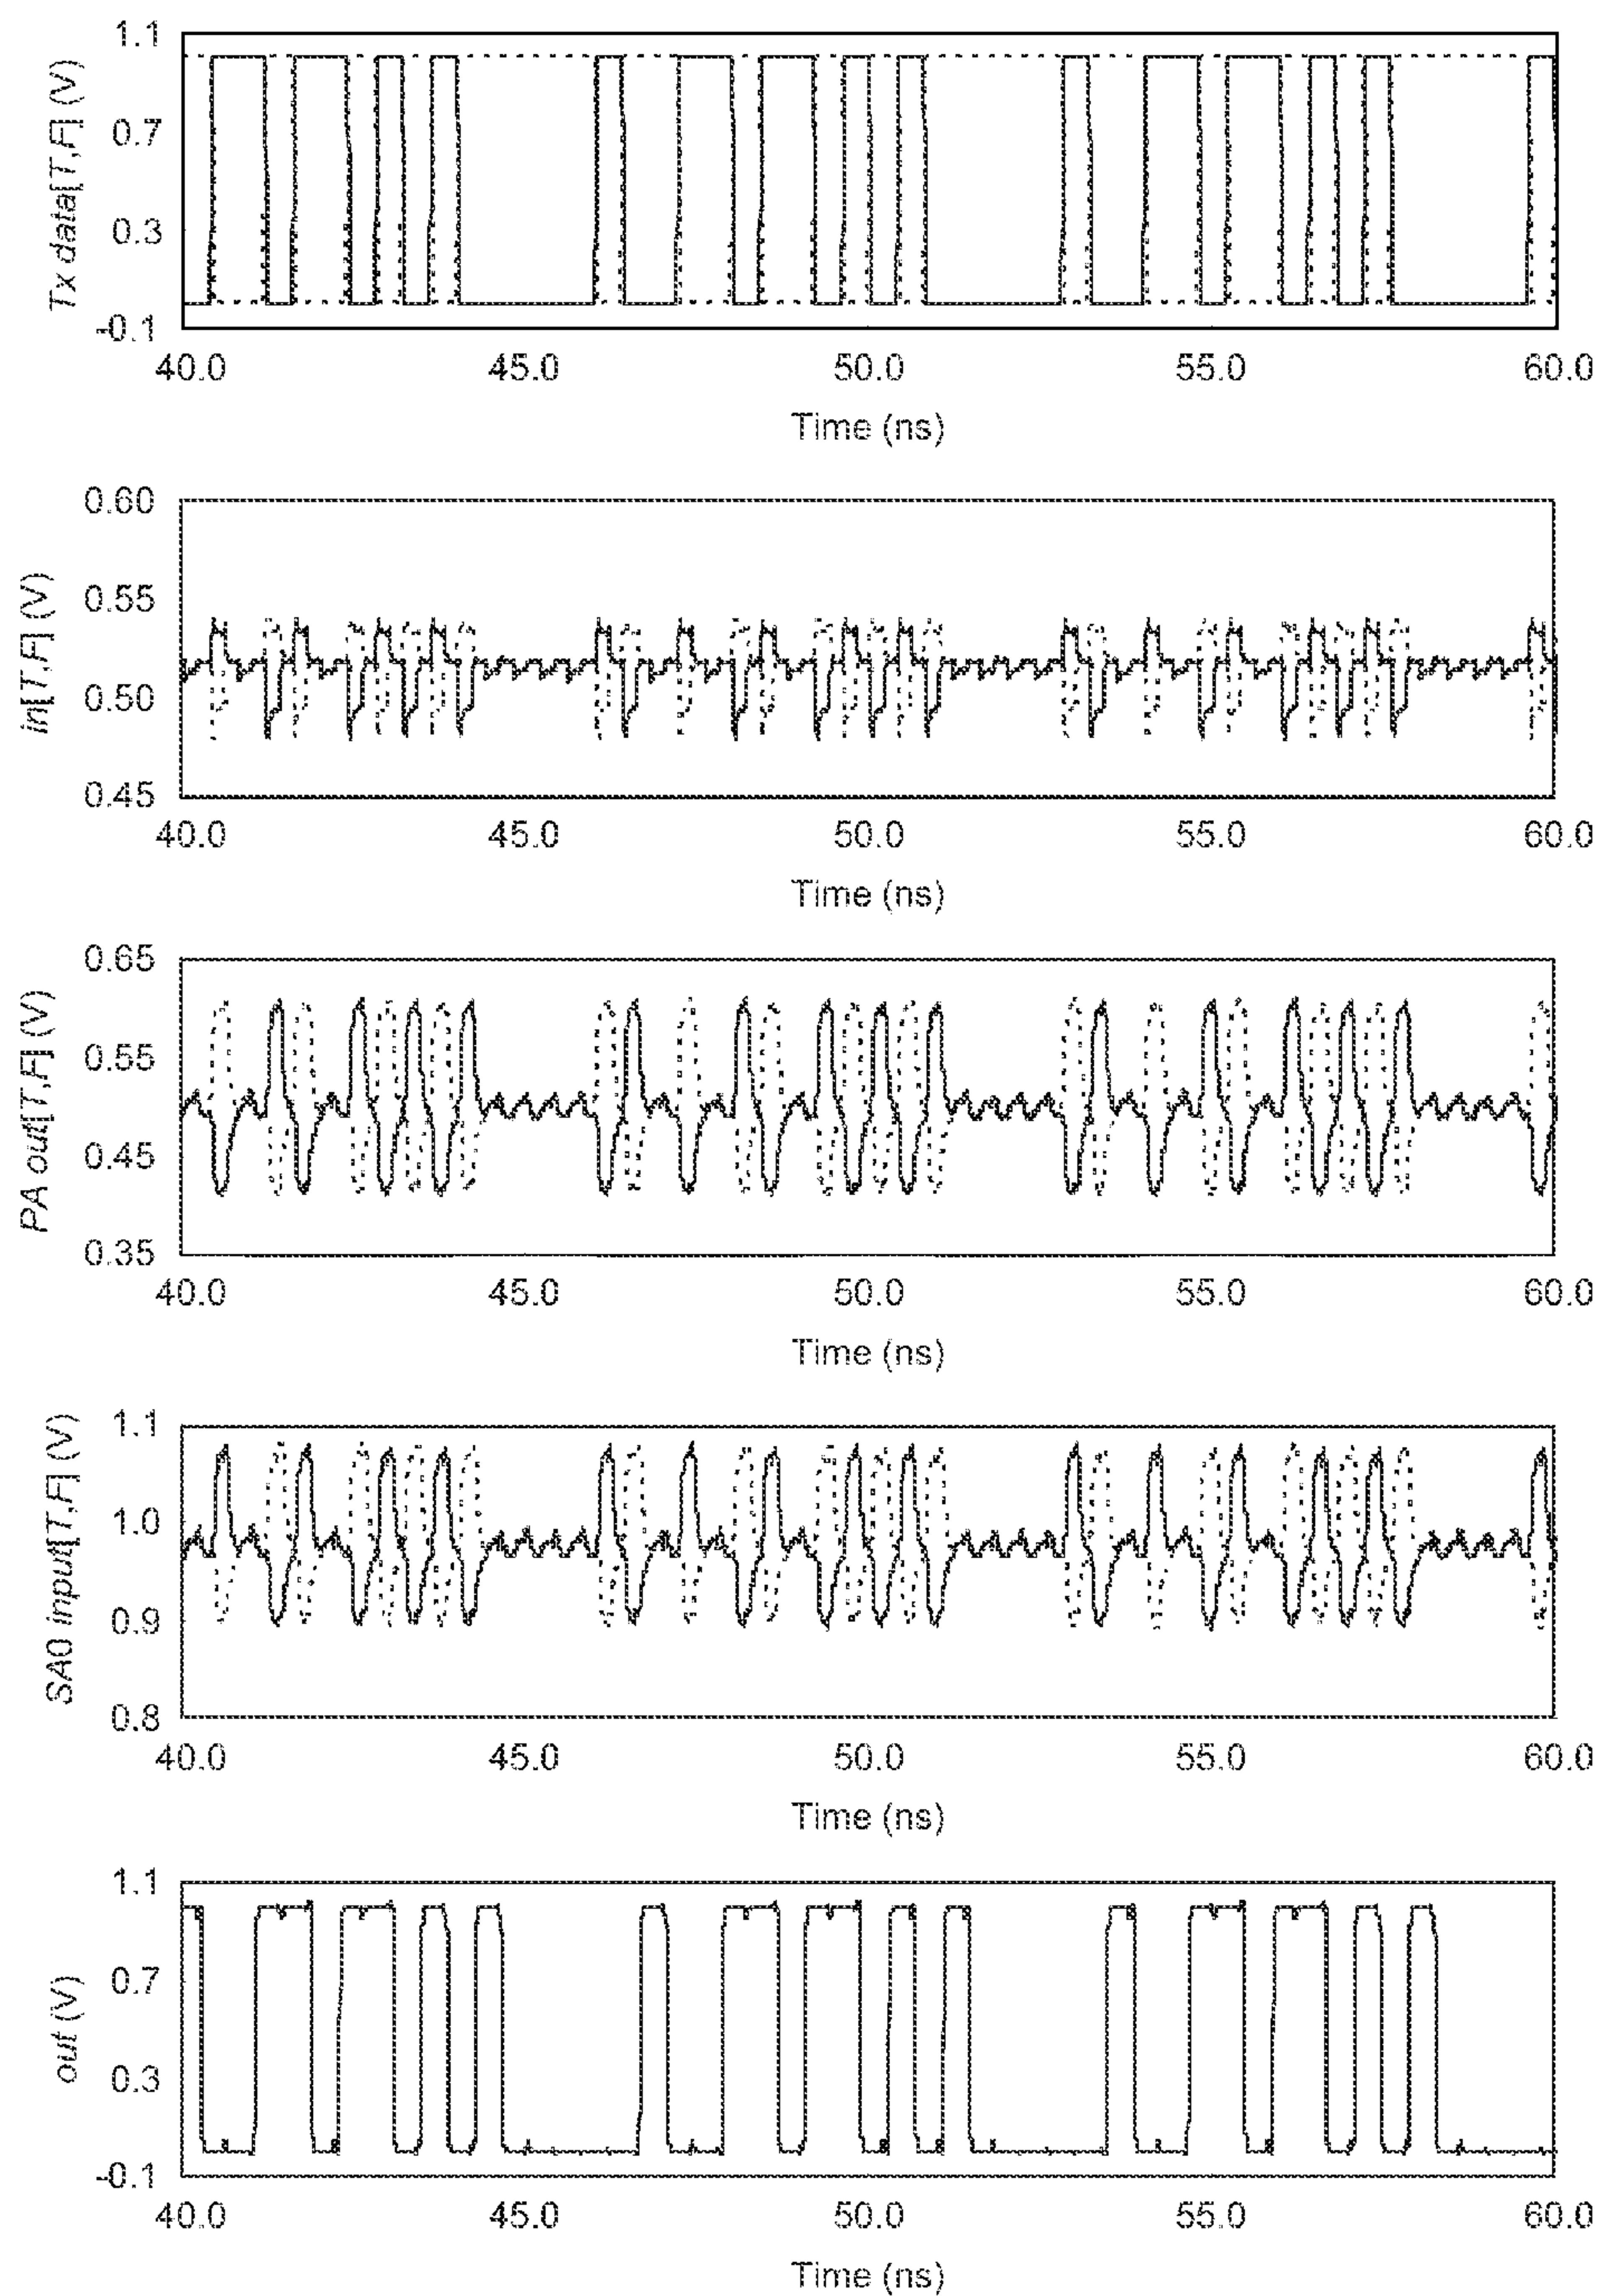 Tx data[T,F] (V)
1.1
0.7
0.3
-0.1
40.0 45.0 50.0 55.0 60.0
Time (ns)
in[T,F] (V)
0.60
0.55
0.50
0.45
40.0 45.0 50.0 55.0 60.0
Time (ns)
PA out[T,F] (V)
0.65
0.55
0.45
0.35
40.0 45.0 50.0 55.0 60.0
Time (ns)
SA0 input[T,F] (V)
1.1
1.0
0.9
0.8
40.0 45.0 50.0 55.0 60.0
Time (ns)
out (V)
1.1
0.7
0.3
-0.1
40.0 45.0 50.0 55.0 60.0
Time (ns)